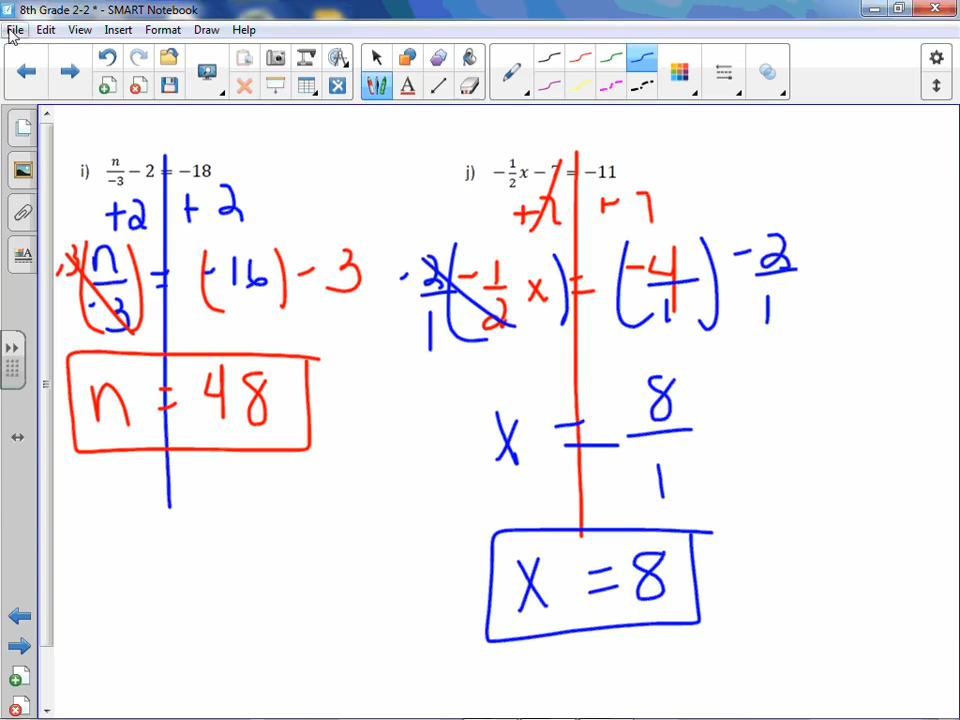 8th Grade 2-2 * - SMART Notebook
File Edit View Insert Format Draw Help
i) n/-3 − 2 = −18
+2 + 2
-3(n/-3) = (-16) -3
n = 48
j) −1/2x − 7 = −11
+7 + 7
-2/1(-1/2 x) = (-4/1) -2/1
x = 8/1
x = 8